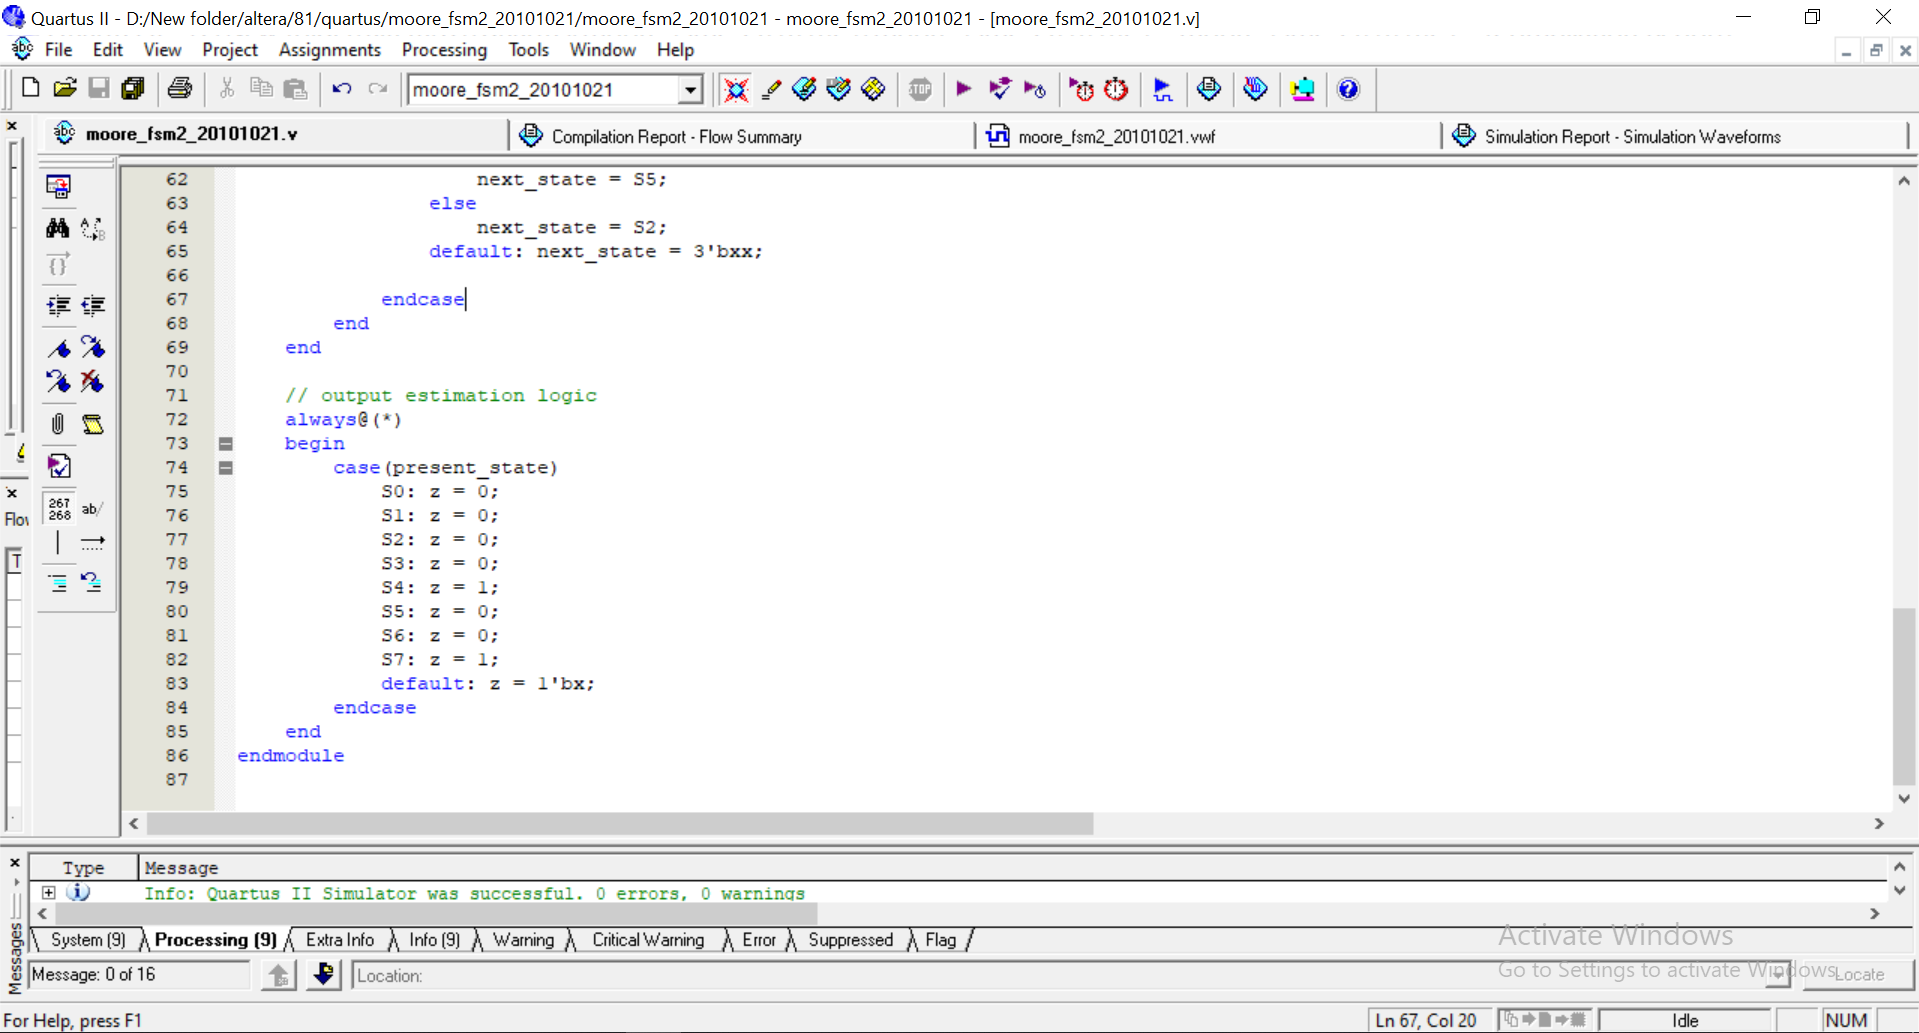 Quartus II - D:/New folder/altera/81/quartus/moore_fsm2_20101021/moore_fsm2_20101021 - moore_fsm2_20101021 - [moore_fsm2_20101021.v]
File Edit View Project Assignments Processing Tools Window Help
moore_fsm2_20101021
moore_fsm2_20101021.v Compilation Report - Flow Summary moore_fsm2_20101021.vwf Simulation Report - Simulation Waveforms
62 next_state = S5;
63 else
64 next_state = S2;
65 default: next_state = 3'bxx;
66
67 endcase
68 end
69 end
70
71 // output estimation logic
72 always@(*)
73 begin
74 case(present_state)
75 S0: z = 0;
76 S1: z = 0;
77 S2: z = 0;
78 S3: z = 0;
79 S4: z = 1;
80 S5: z = 0;
81 S6: z = 0;
82 S7: z = 1;
83 default: z = 1'bx;
84 endcase
85 end
86 endmodule
87
267
268
ab/
Flo
T
Type Message
Info: Quartus II Simulator was successful. 0 errors, 0 warnings
System (9) Processing (9) Extra Info Info (9) Warning Critical Warning Error Suppressed Flag
Messages
Message: 0 of 16 Location: Locate
Activate Windows
Go to Settings to activate Windows.
For Help, press F1 Ln 67, Col 20 Idle NUM